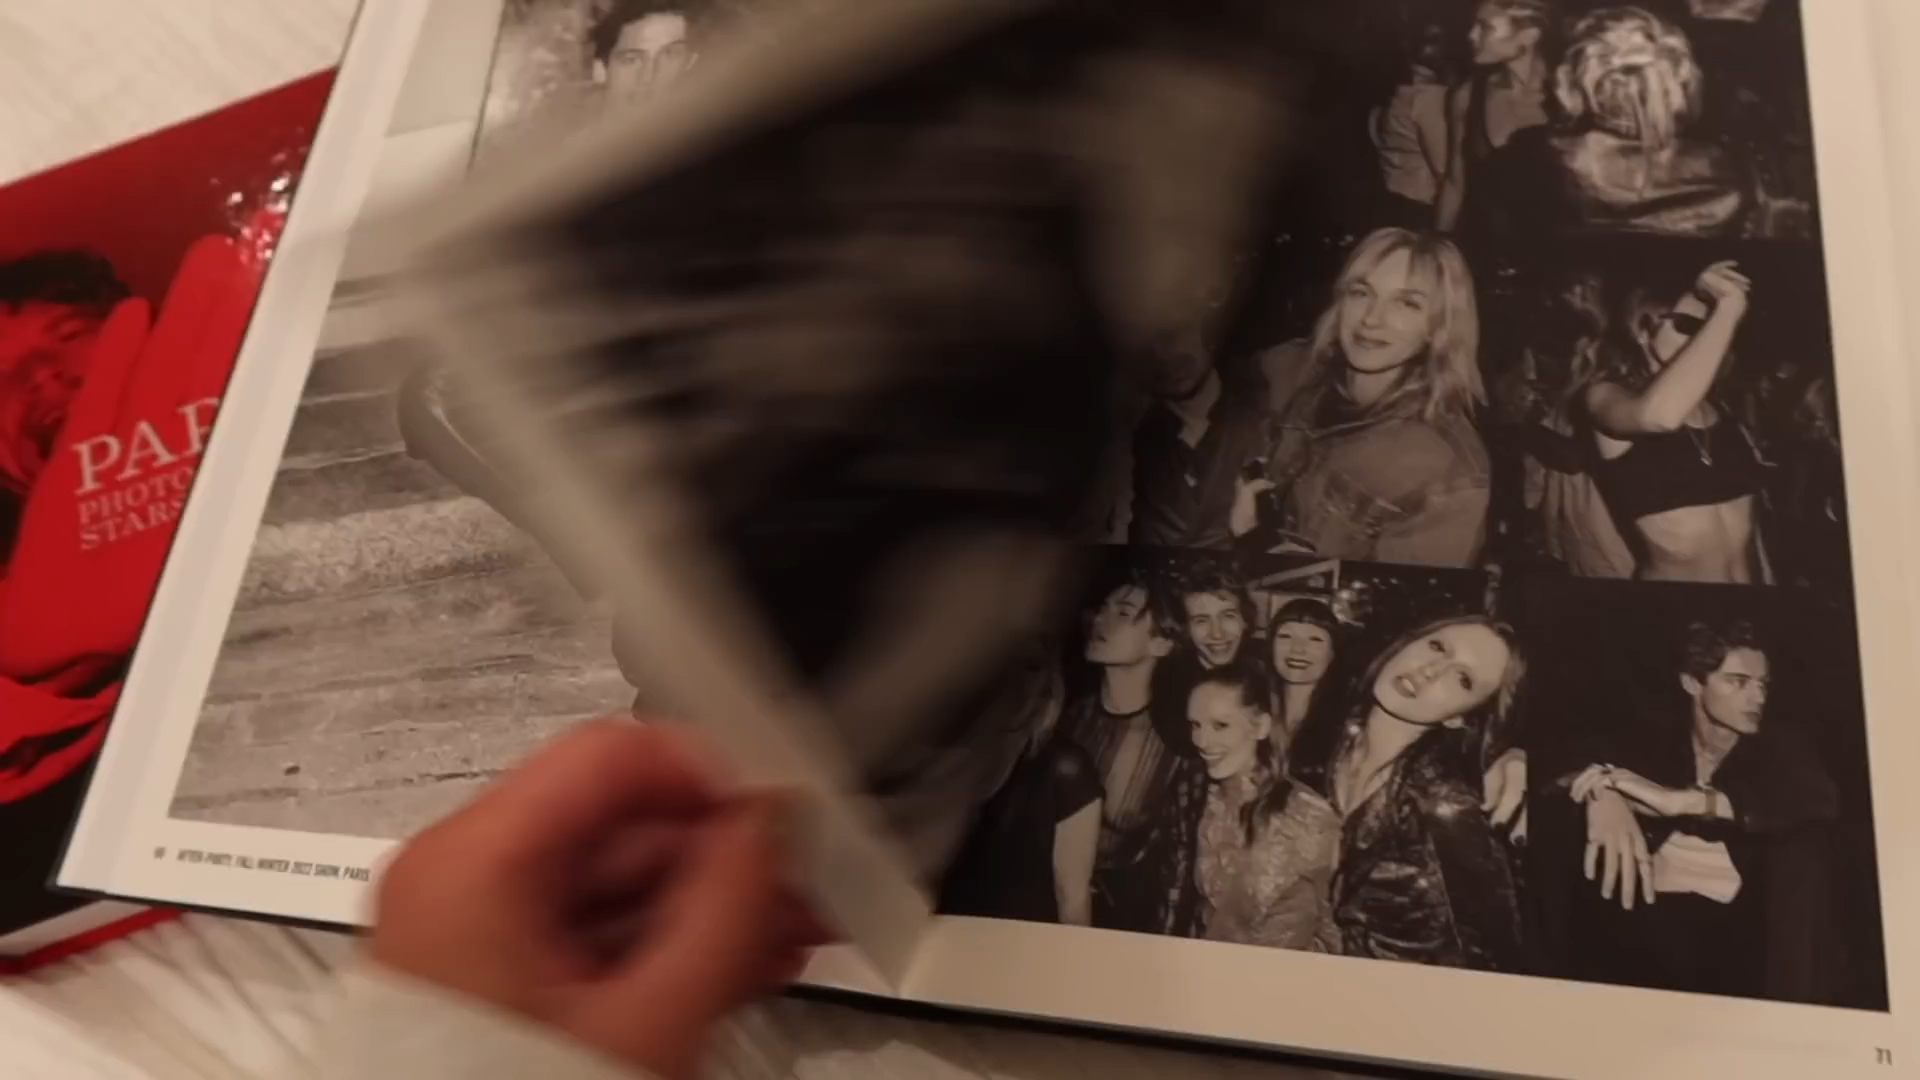 PAR
PHOTO
STARS
AFTER-PARTY, FALL-WINTER 2022 SHOW, PARIS
71